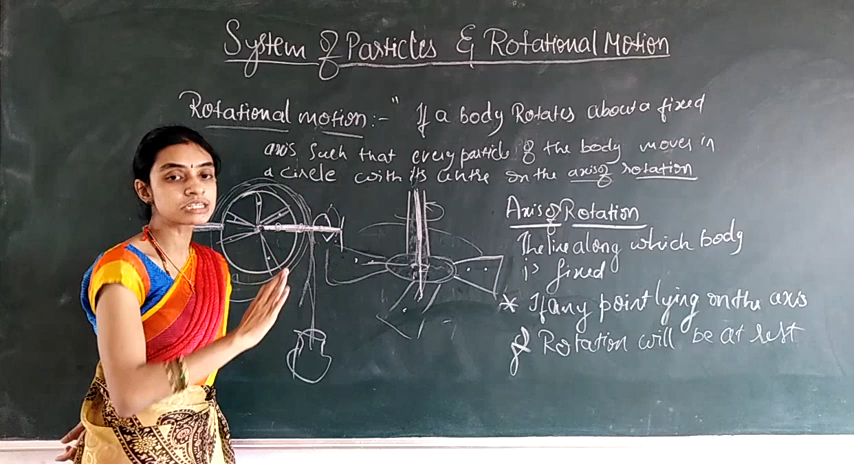 System of Particles & Rotational Motion
"Rotational motion:-" If a body Rotates about a fixed
axis such that every particle of the body moves in
a circle with its centre on the axis of rotation
Axis of Rotation
The line along which body
is fixed
* If any point lying on the axis
of Rotation will be at rest